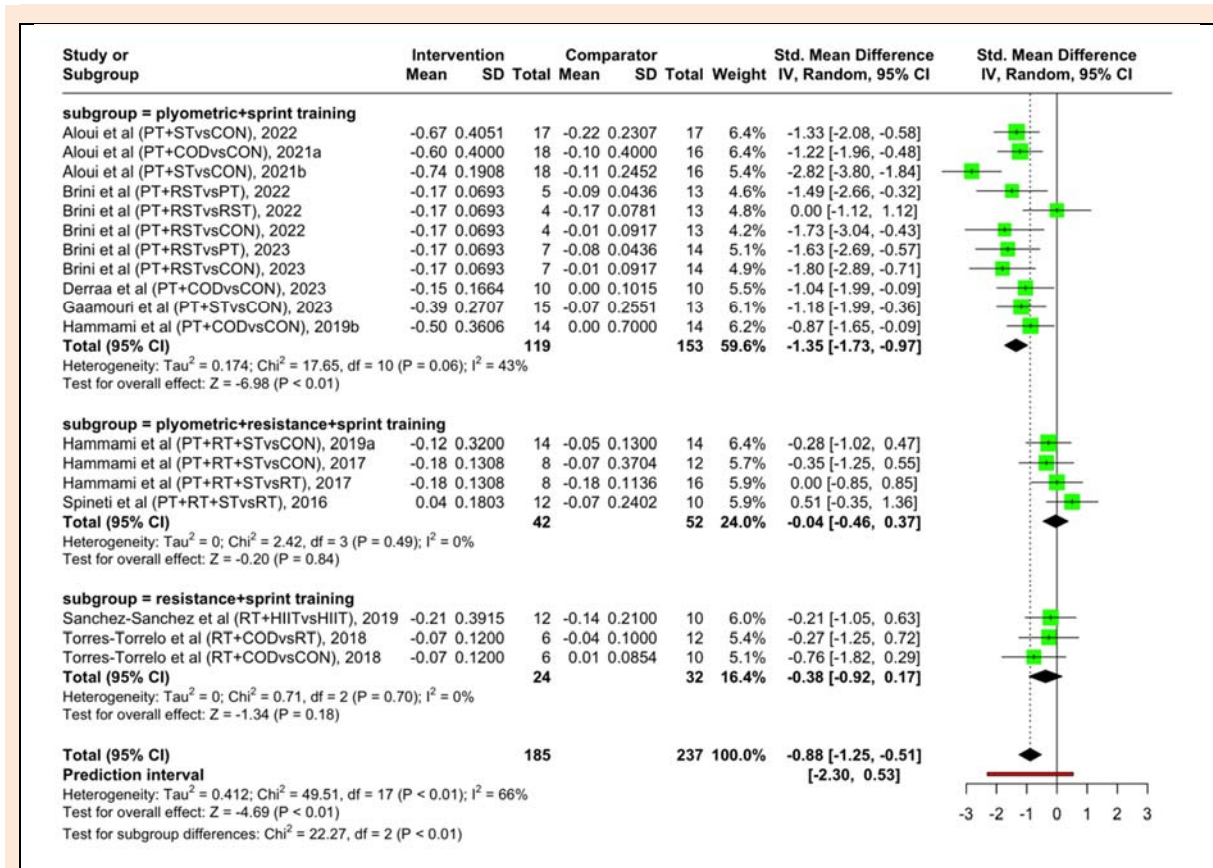 Study or Intervention Comparator Std. Mean Difference Std. Mean Difference
Subgroup Mean SD Total Mean SD Total Weight IV, Random, 95% CI IV, Random, 95% CI
subgroup = plyometric+sprint training
Aloui et al (PT+STvsCON), 2022 -0.67 0.4051 17 -0.22 0.2307 17 6.4% -1.33 [-2.08, -0.58]
Aloui et al (PT+CODvsCON), 2021a -0.60 0.4000 18 -0.10 0.4000 16 6.4% -1.22 [-1.96, -0.48]
Aloui et al (PT+STvsCON), 2021b -0.74 0.1908 18 -0.11 0.2452 16 5.4% -2.82 [-3.80, -1.84]
Brini et al (PT+RSTvsPT), 2022 -0.17 0.0693 5 -0.09 0.0436 13 4.6% -1.49 [-2.66, -0.32]
Brini et al (PT+RSTvsRST), 2022 -0.17 0.0693 4 -0.17 0.0781 13 4.8% 0.00 [-1.12, 1.12]
Brini et al (PT+RSTvsCON), 2022 -0.17 0.0693 4 -0.01 0.0917 13 4.2% -1.73 [-3.04, -0.43]
Brini et al (PT+RSTvsPT), 2023 -0.17 0.0693 7 -0.08 0.0436 14 5.1% -1.63 [-2.69, -0.57]
Brini et al (PT+RSTvsCON), 2023 -0.17 0.0693 7 -0.01 0.0917 14 4.9% -1.80 [-2.89, -0.71]
Derraa et al (PT+CODvsCON), 2023 -0.15 0.1664 10 0.00 0.1015 10 5.5% -1.04 [-1.99, -0.09]
Gaamouri et al (PT+STvsCON), 2023 -0.39 0.2707 15 -0.07 0.2551 13 6.1% -1.18 [-1.99, -0.36]
Hammami et al (PT+CODvsCON), 2019b -0.50 0.3606 14 0.00 0.7000 14 6.2% -0.87 [-1.65, -0.09]
Total (95% CI) 119 153 59.6% -1.35 [-1.73, -0.97]
Heterogeneity: Tau² = 0.174; Chi² = 17.65, df = 10 (P = 0.06); I² = 43%
Test for overall effect: Z = -6.98 (P < 0.01)
subgroup = plyometric+resistance+sprint training
Hammami et al (PT+RT+STvsCON), 2019a -0.12 0.3200 14 -0.05 0.1300 14 6.4% -0.28 [-1.02, 0.47]
Hammami et al (PT+RT+STvsCON), 2017 -0.18 0.1308 8 -0.07 0.3704 12 5.7% -0.35 [-1.25, 0.55]
Hammami et al (PT+RT+STvsRT), 2017 -0.18 0.1308 8 -0.18 0.1136 16 5.9% 0.00 [-0.85, 0.85]
Spineti et al (PT+RT+STvsRT), 2016 0.04 0.1803 12 -0.07 0.2402 10 5.9% 0.51 [-0.35, 1.36]
Total (95% CI) 42 52 24.0% -0.04 [-0.46, 0.37]
Heterogeneity: Tau² = 0; Chi² = 2.42, df = 3 (P = 0.49); I² = 0%
Test for overall effect: Z = -0.20 (P = 0.84)
subgroup = resistance+sprint training
Sanchez-Sanchez et al (RT+HIITvsHIIT), 2019 -0.21 0.3915 12 -0.14 0.2100 10 6.0% -0.21 [-1.05, 0.63]
Torres-Torrelo et al (RT+CODvsRT), 2018 -0.07 0.1200 6 -0.04 0.1000 12 5.4% -0.27 [-1.25, 0.72]
Torres-Torrelo et al (RT+CODvsCON), 2018 -0.07 0.1200 6 0.01 0.0854 10 5.1% -0.76 [-1.82, 0.29]
Total (95% CI) 24 32 16.4% -0.38 [-0.92, 0.17]
Heterogeneity: Tau² = 0; Chi² = 0.71, df = 2 (P = 0.70); I² = 0%
Test for overall effect: Z = -1.34 (P = 0.18)
Total (95% CI) 185 237 100.0% -0.88 [-1.25, -0.51]
Prediction interval [-2.30, 0.53]
Heterogeneity: Tau² = 0.412; Chi² = 49.51, df = 17 (P < 0.01); I² = 66%
Test for overall effect: Z = -4.69 (P < 0.01)
Test for subgroup differences: Chi² = 22.27, df = 2 (P < 0.01)
-3 -2 -1 0 1 2 3